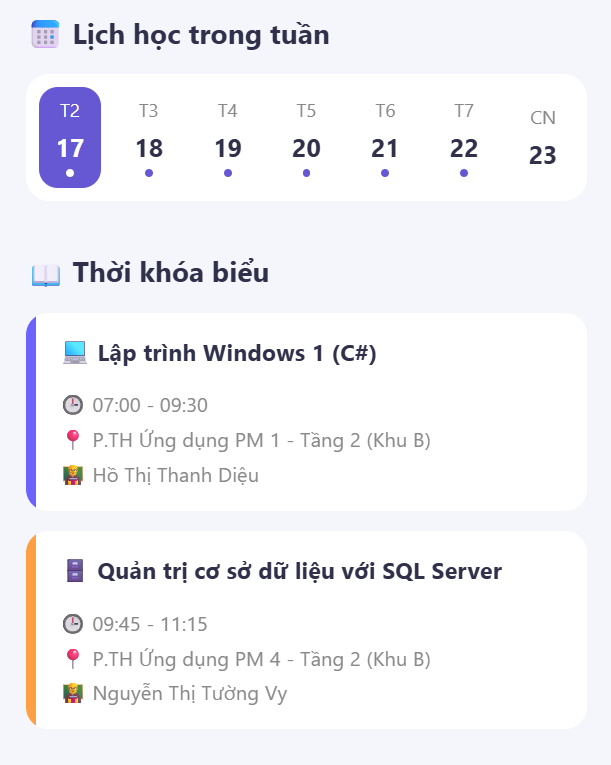 Lịch học trong tuần
T2 T3 T4 T5 T6 T7 CN
17 18 19 20 21 22 23
Thời khóa biểu
Lập trình Windows 1 (C#)
07:00 - 09:30
P.TH Ứng dụng PM 1 - Tầng 2 (Khu B)
Hồ Thị Thanh Diệu
Quản trị cơ sở dữ liệu với SQL Server
09:45 - 11:15
P.TH Ứng dụng PM 4 - Tầng 2 (Khu B)
Nguyễn Thị Tường Vy